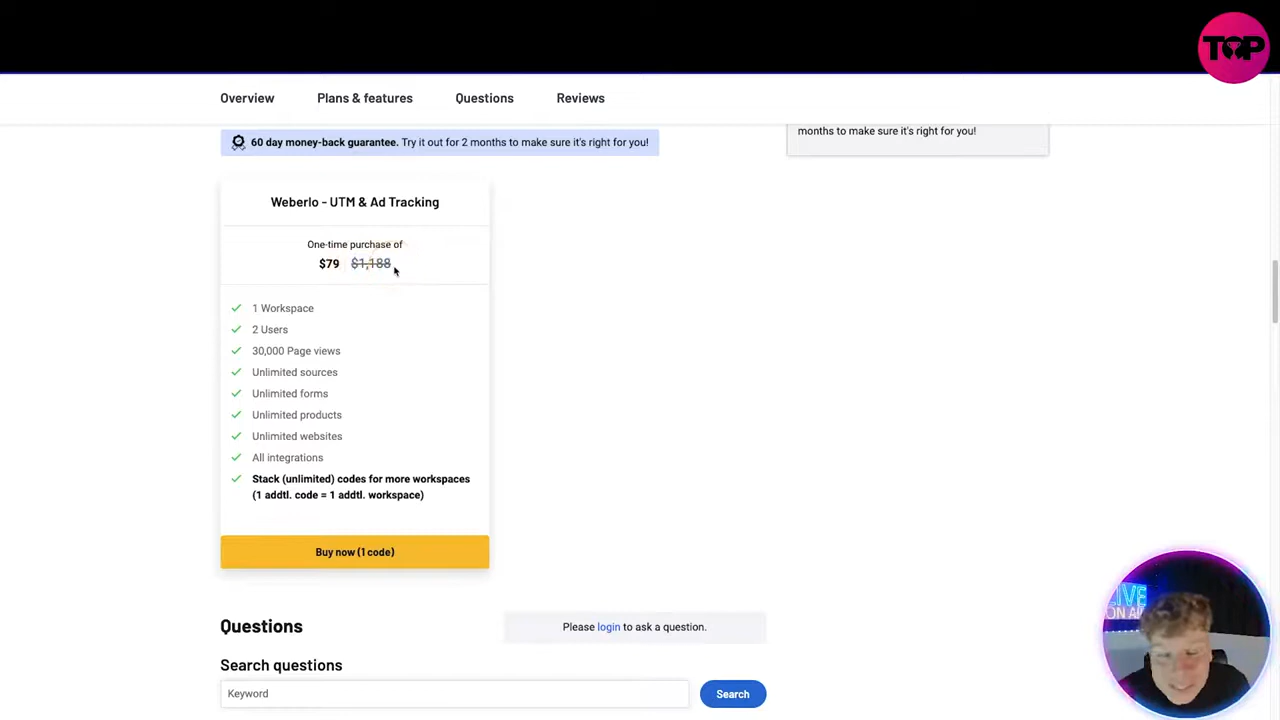 TOP
Overview
Plans & features
Questions
Reviews
months to make sure it's right for you!
60 day money-back guarantee. Try it out for 2 months to make sure it's right for you!
Weberlo - UTM & Ad Tracking
One-time purchase of
$79 $1,188
1 Workspace
2 Users
30,000 Page views
Unlimited sources
Unlimited forms
Unlimited products
Unlimited websites
All integrations
Stack (unlimited) codes for more workspaces
(1 addtl. code = 1 addtl. workspace)
Buy now (1 code)
Questions
Please login to ask a question.
Search questions
Keyword
Search
LIVE
ON AIR